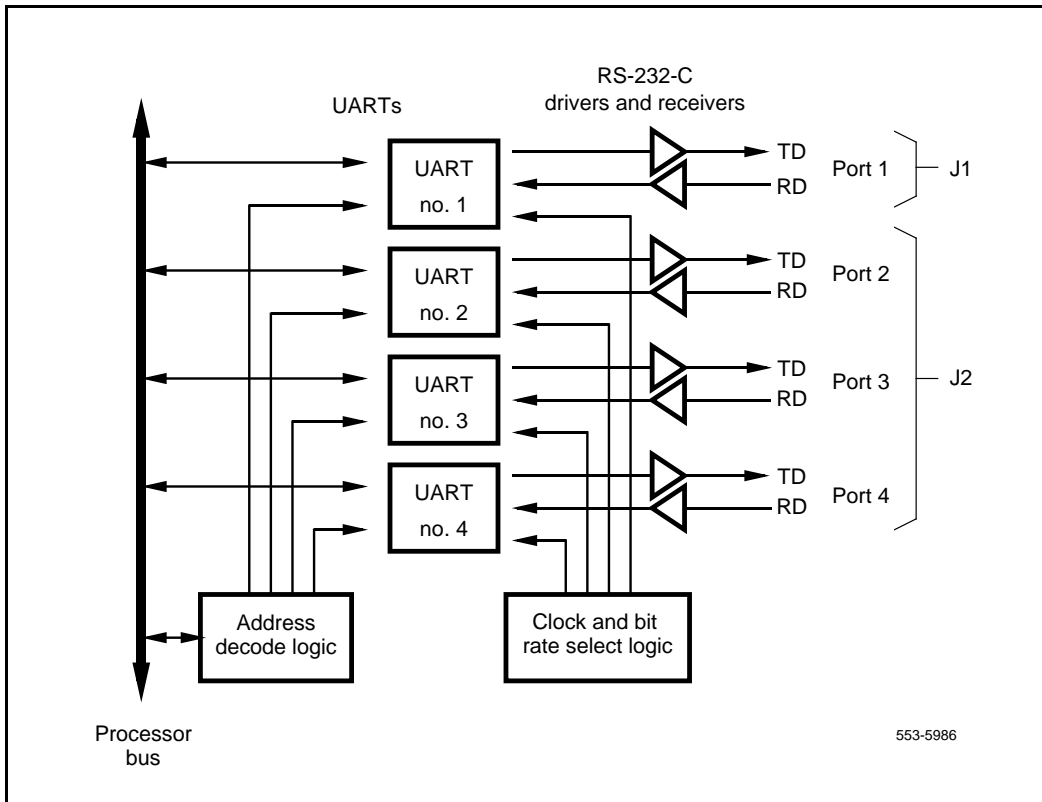 RS-232-C
drivers and receivers
UARTs
UART
no. 1
TD
RD
Port 1
J1
UART
no. 2
TD
RD
Port 2
UART
no. 3
TD
RD
Port 3
J2
UART
no. 4
TD
RD
Port 4
Address
decode logic
Clock and bit
rate select logic
Processor
bus
553-5986